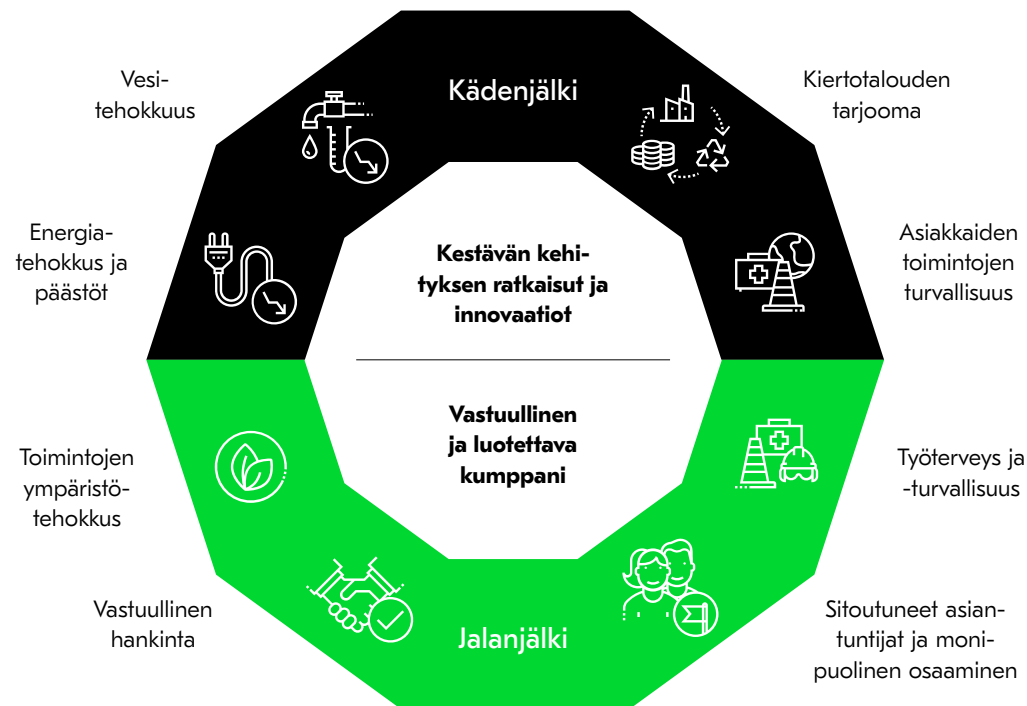 Kädenjälki
Vesi-
tehokkuus
Kiertotalouden
tarjooma
Energia-
tehokkus ja
päästöt
Asiakkaiden
toimintojen
turvallisuus
Kestävän kehi-
tyksen ratkaisut ja
innovaatiot
Vastuullinen
ja luotettava
kumppani
Toimintojen
ympäristö-
tehokkus
Työterveys ja
-turvallisuus
Vastuullinen
hankinta
Sitoutuneet asian-
tuntijat ja moni-
puolinen osaaminen
Jalanjälki